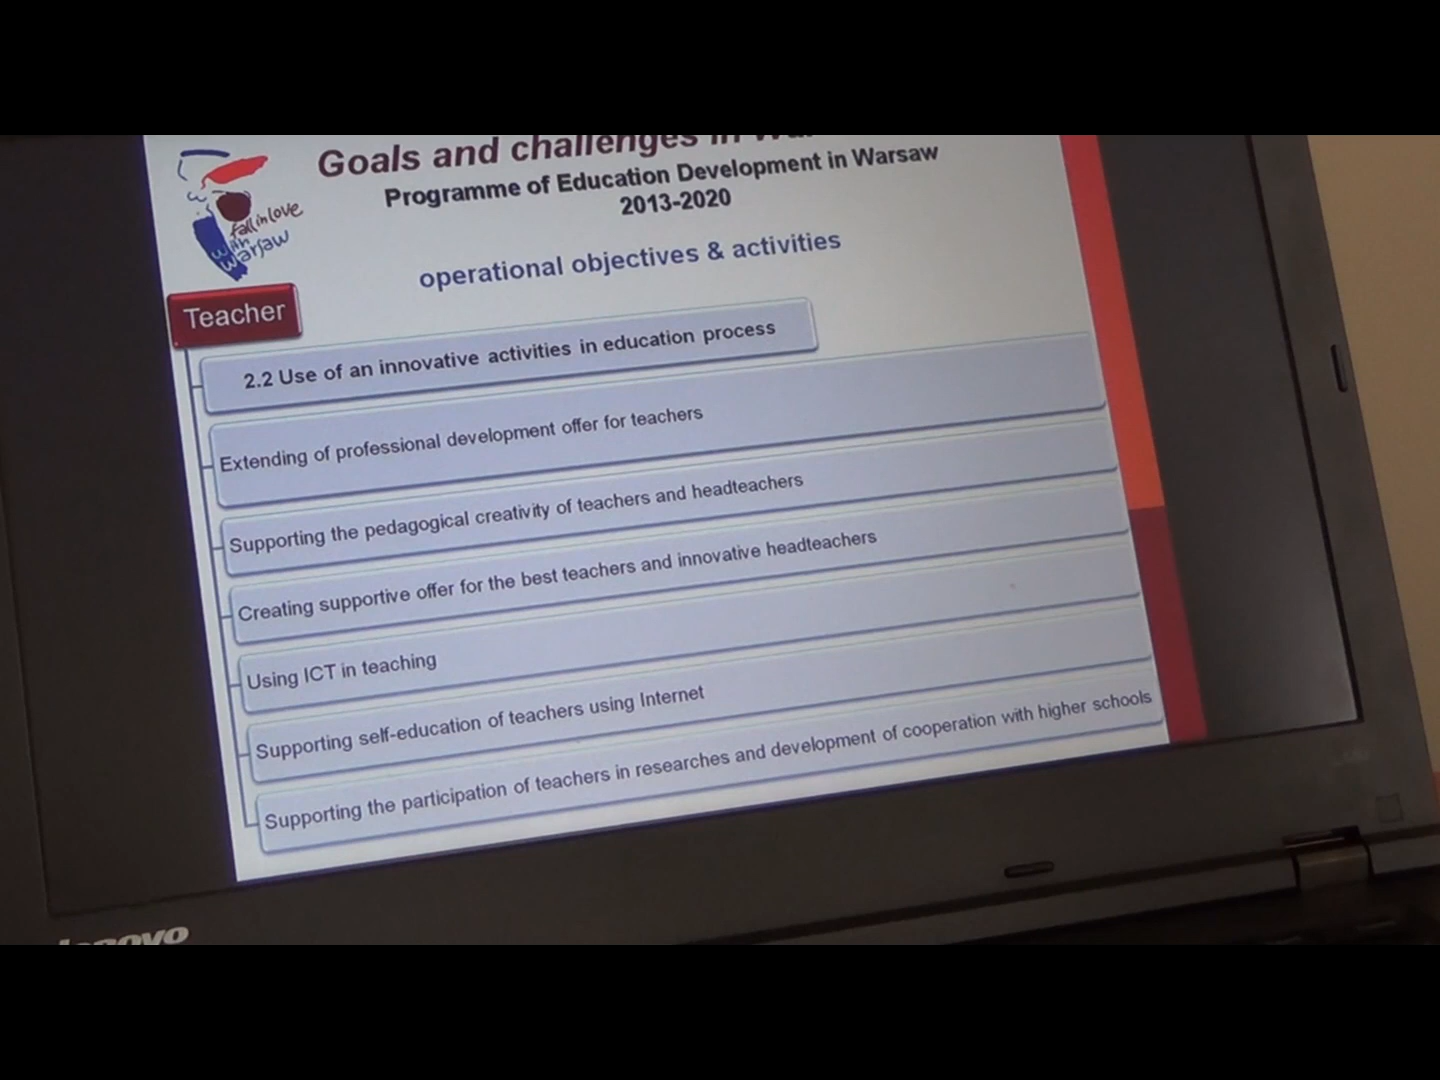 Goals and challenges in
Programme of Education Development in Warsaw
2013-2020
fall in love
with
Warsaw
operational objectives & activities
Teacher
2.2 Use of an innovative activities in education process
Extending of professional development offer for teachers
Supporting the pedagogical creativity of teachers and headteachers
Creating supportive offer for the best teachers and innovative headteachers
Using ICT in teaching
Supporting self-education of teachers using Internet
Supporting the participation of teachers in researches and development of cooperation with higher schools
lenovo